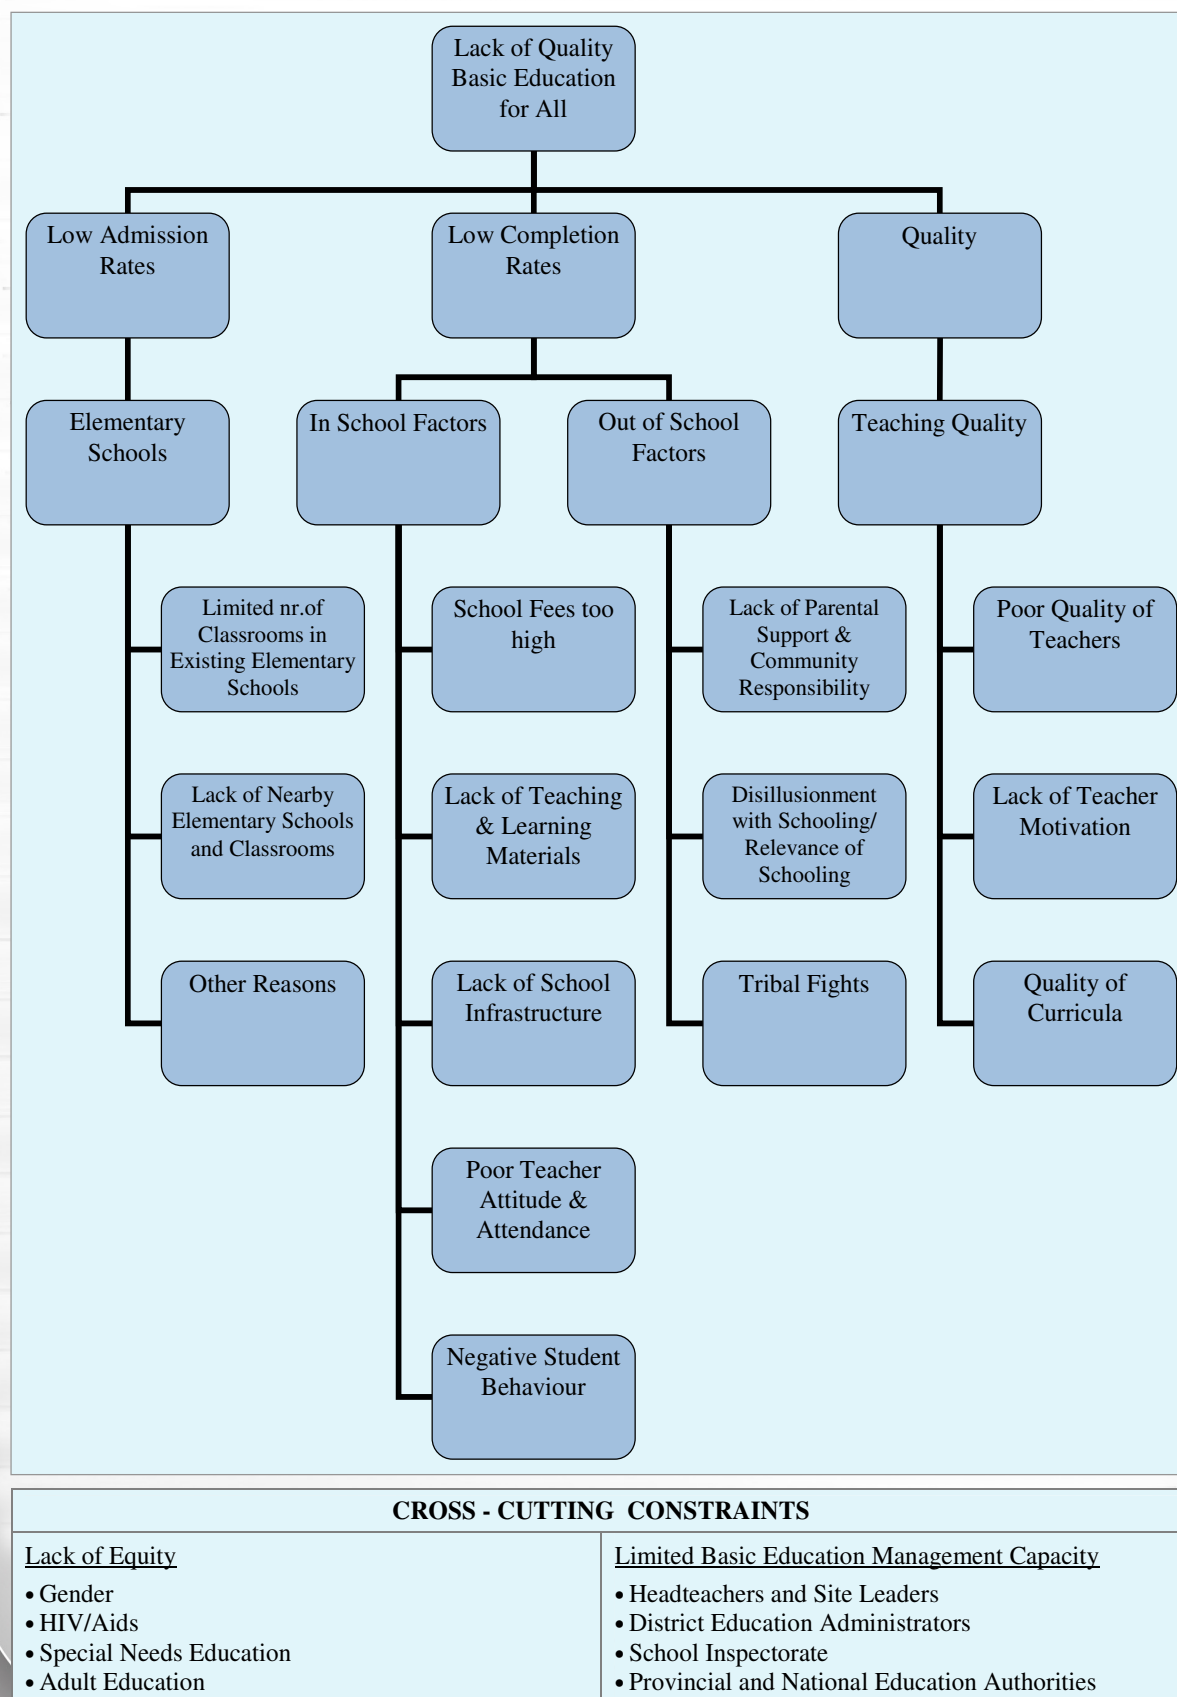 Lack of Quality
Basic Education
for All
Low Admission
Rates
Low Completion
Rates
Quality
Elementary
Schools
In School Factors
Out of School
Factors
Teaching Quality
Limited nr.of
Classrooms in
Existing Elementary
Schools
School Fees too
high
Lack of Parental
Support &
Community
Responsibility
Poor Quality of
Teachers
Lack of Nearby
Elementary Schools
and Classrooms
Lack of Teaching
& Learning
Materials
Disillusionment
with Schooling/
Relevance of
Schooling
Lack of Teacher
Motivation
Other Reasons
Lack of School
Infrastructure
Tribal Fights
Quality of
Curricula
Poor Teacher
Attitude &
Attendance
Negative Student
Behaviour
CROSS - CUTTING CONSTRAINTS
Lack of Equity
• Gender
• HIV/Aids
• Special Needs Education
• Adult Education
Limited Basic Education Management Capacity
• Headteachers and Site Leaders
• District Education Administrators
• School Inspectorate
• Provincial and National Education Authorities